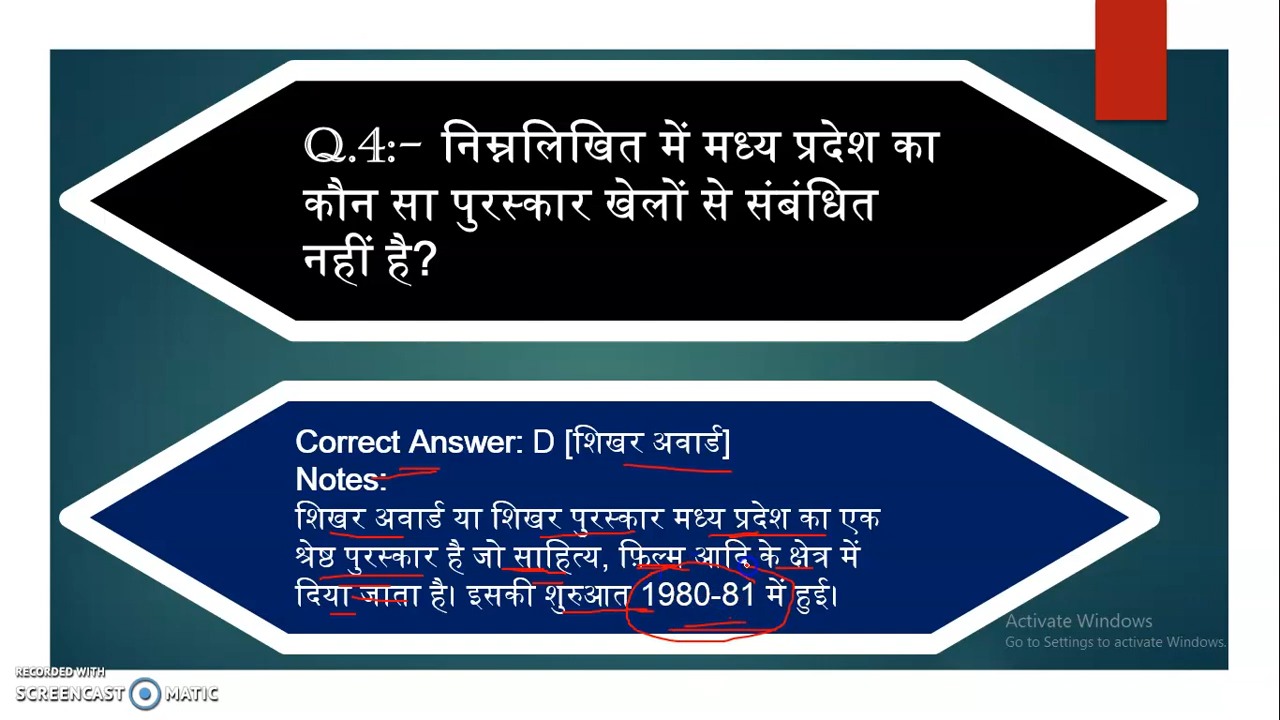 Q.4:- निम्नलिखित में मध्य प्रदेश का
कौन सा पुरस्कार खेलों से संबंधित
नहीं है?
Correct Answer: D [शिखर अवार्ड]
Notes:
शिखर अवार्ड या शिखर पुरस्कार मध्य प्रदेश का एक
श्रेष्ठ पुरस्कार है जो साहित्य, फ़िल्म आदि के क्षेत्र में
दिया जाता है। इसकी शुरुआत 1980-81 में हुई।
Activate Windows
Go to Settings to activate Windows.
RECORDED WITH
SCREENCAST MATIC